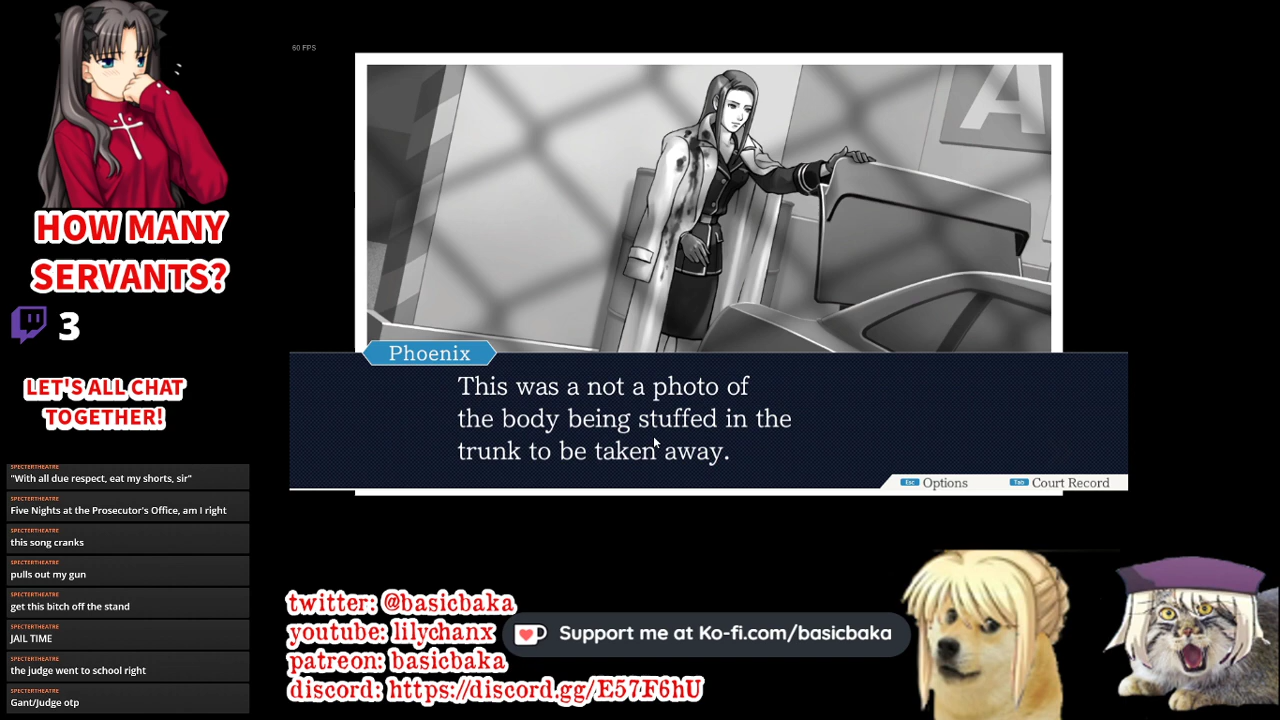 60 FPS
A
HOW MANY
SERVANTS?
3
LET'S ALL CHAT
TOGETHER!
SPECTERTHEATRE
"With all due respect, eat my shorts, sir"
SPECTERTHEATRE
Five Nights at the Prosecutor's Office, am I right
SPECTERTHEATRE
this song cranks
SPECTERTHEATRE
pulls out my gun
SPECTERTHEATRE
get this bitch off the stand
SPECTERTHEATRE
JAIL TIME
SPECTERTHEATRE
the judge went to school right
SPECTERTHEATRE
Gant/Judge otp
Phoenix
This was a not a photo of
the body being stuffed in the
trunk to be taken away.
Esc Options Tab Court Record
twitter: @basicbaka
youtube: lilychanx
patreon: basicbaka
discord: https://discord.gg/E57F6hU
Support me at Ko-fi.com/basicbaka